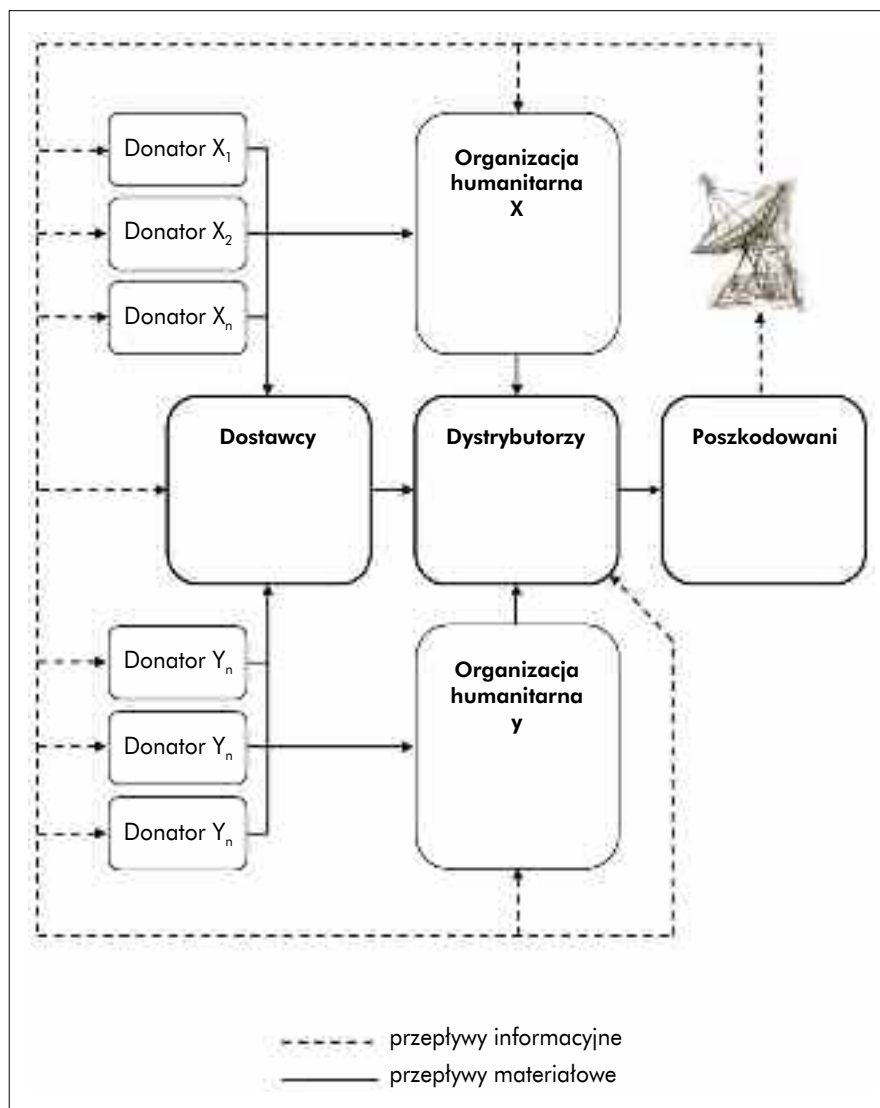 Donator X₁
Donator X₂
Donator Xₙ
Organizacja
humanitarna
X
Dostawcy
Dystrybutorzy
Poszkodowani
Donator Yₙ
Donator Yₙ
Donator Yₙ
Organizacja
humanitarna
y
przepływy informacyjne
przepływy materiałowe